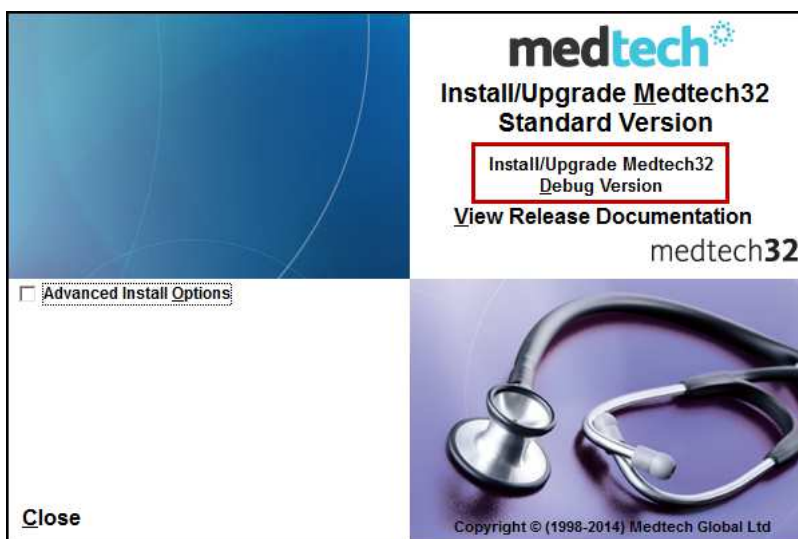 medtech
Install/Upgrade Medtech32
Standard Version
Install/Upgrade Medtech32
Debug Version
View Release Documentation
medtech32
Advanced Install Options
Close
Copyright © (1998-2014) Medtech Global Ltd